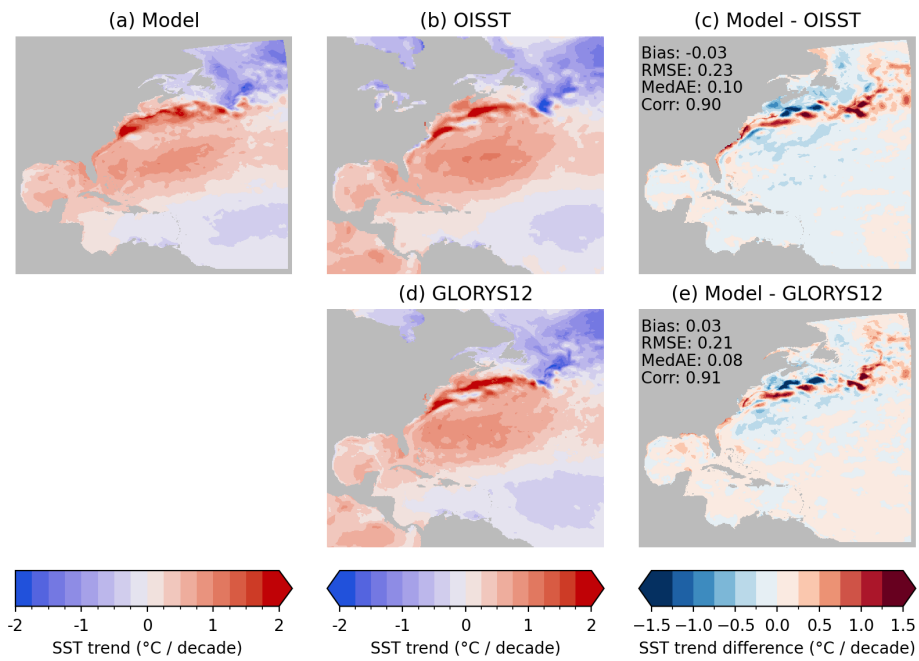 (a) Model
(b) OISST
(c) Model - OISST
Bias: -0.03
RMSE: 0.23
MedAE: 0.10
Corr: 0.90
(d) GLORYS12
(e) Model - GLORYS12
Bias: 0.03
RMSE: 0.21
MedAE: 0.08
Corr: 0.91
-2 -1 0 1 2
SST trend (°C / decade)
-2 -1 0 1 2
SST trend (°C / decade)
−1.5 −1.0 −0.5 0.0 0.5 1.0 1.5
SST trend difference (°C / decade)